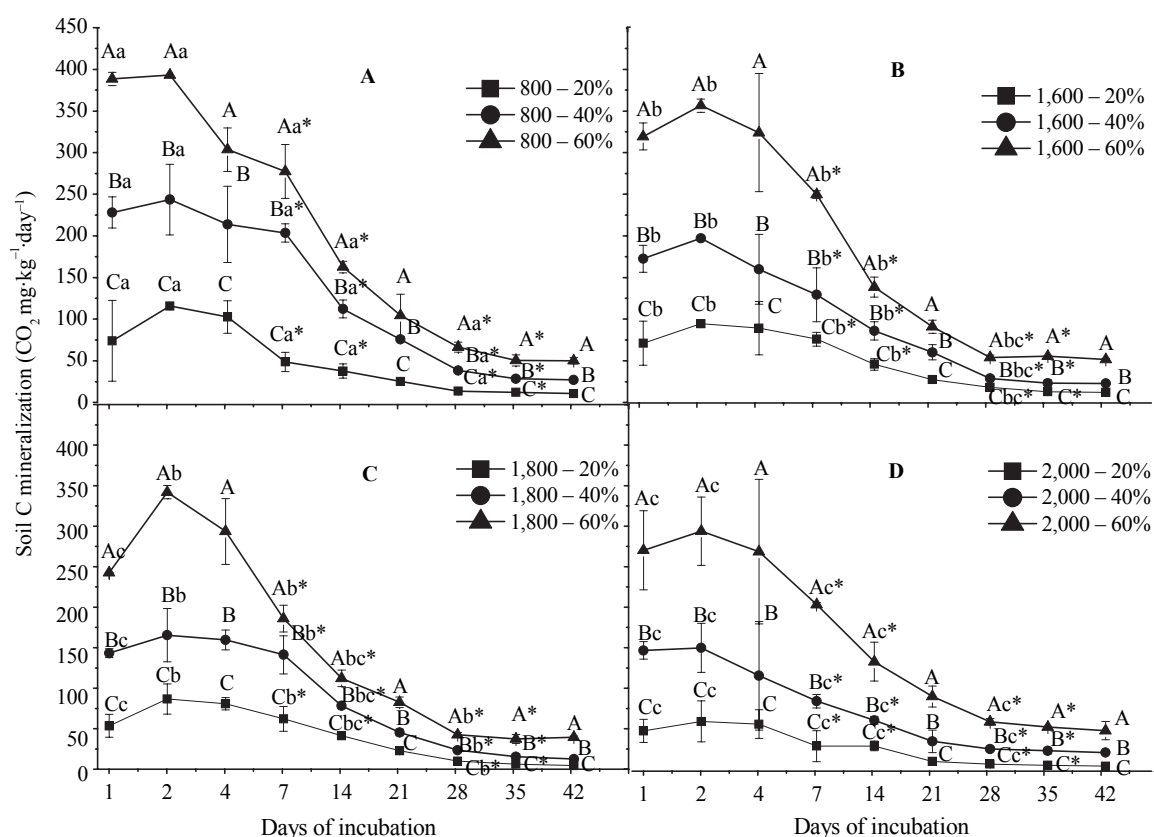 Soil C mineralization (CO₂ mg·kg⁻¹·day⁻¹)
450
400
350
300
250
200
150
100
50
0
A
800 – 20%
800 – 40%
800 – 60%
Aa Aa A Aa* Aa* A Aa* A* A
Ba Ba B Ba* Ba* B Ba* B* B
Ca Ca C Ca* Ca* C Ca* C* C
B
1,600 – 20%
1,600 – 40%
1,600 – 60%
Ab Ab A Ab* Ab* A Abc* A* A
Bb Bb B Bb* Bb* B Bbc* B* B
Cb Cb C Cb* Cb* C Cbc* C* C
400
350
300
250
200
150
100
50
0
C
1,800 – 20%
1,800 – 40%
1,800 – 60%
Ac Ab A Ab* Abc* A Ab* A* A
Bc Bb B Bb* Bbc* B Bb* B* B
Cc Cb C Cb* Cbc* C Cb* C* C
1 2 4 7 14 21 28 35 42
Days of incubation
D
2,000 – 20%
2,000 – 40%
2,000 – 60%
Ac Ac A Ac* Ac* A Ac* A* A
Bc Bc B Bc* Bc* B Bc* B* B
Cc Cc C Cc* Cc* C Cc* C* C
1 2 4 7 14 21 28 35 42
Days of incubation